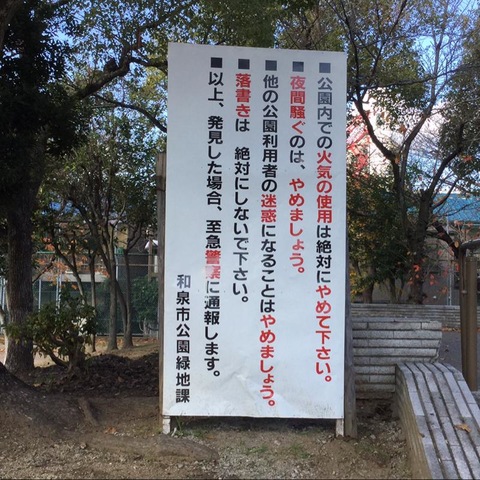 ■公園内での火気の使用は絶対にやめて下さい。
■夜間騒ぐのは、やめましょう。
■他の公園利用者の迷惑になることはやめましょう。
■落書きは 絶対にしないで下さい。
■以上、発見した場合、至急警察に通報します。
和泉市公園緑地課